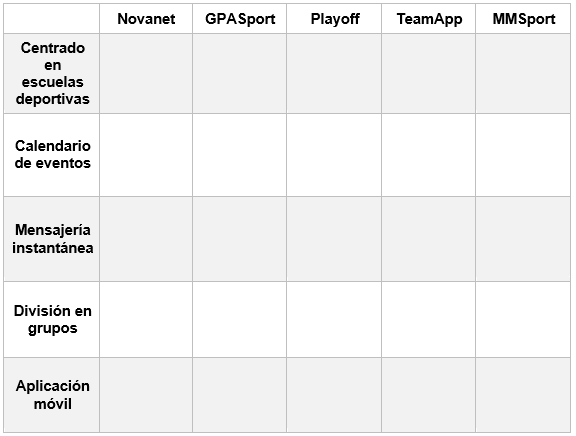 Novanet GPASport Playoff TeamApp MMSport
Centrado
en
escuelas
deportivas
Calendario
de eventos
Mensajería
instantánea
División en
grupos
Aplicación
móvil